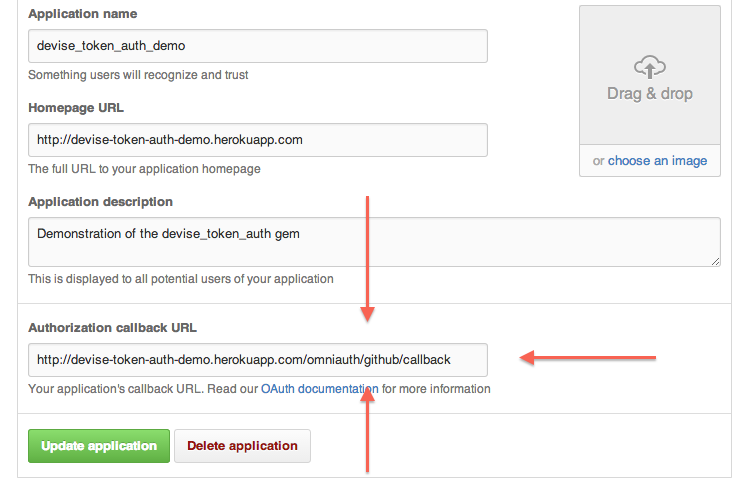 Application name
devise_token_auth_demo
Something users will recognize and trust
Homepage URL
http://devise-token-auth-demo.herokuapp.com
The full URL to your application homepage
Drag & drop
or choose an image
Application description
Demonstration of the devise_token_auth gem
This is displayed to all potential users of your application
Authorization callback URL
http://devise-token-auth-demo.herokuapp.com/omniauth/github/callback
Your application's callback URL. Read our OAuth documentation for more information
Update application
Delete application